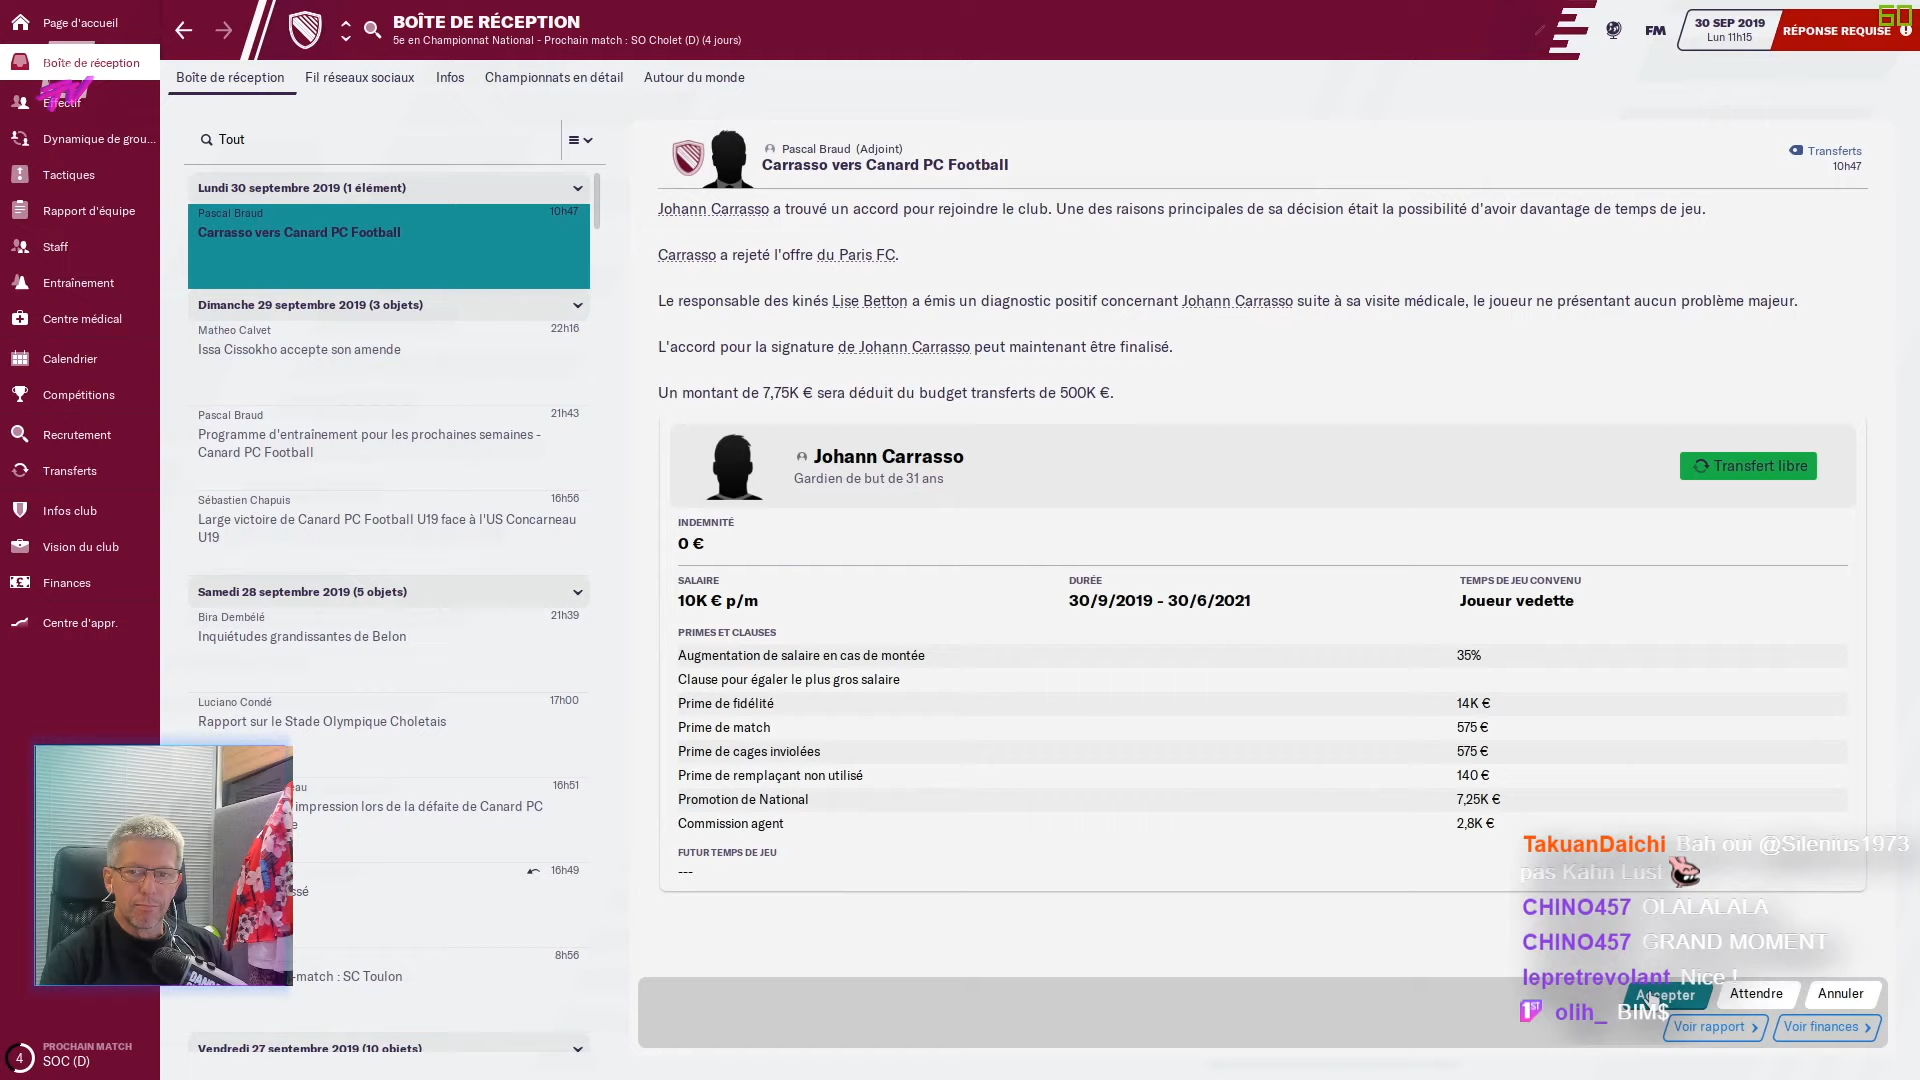 Page d'accueil
Boîte de réception
Effectif
Dynamique de grou...
Tactiques
Rapport d'équipe
Staff
Entraînement
Centre médical
Calendrier
Compétitions
Recrutement
Transferts
Infos club
Vision du club
Finances
Centre d'appr.
4
PROCHAIN MATCH
SOC (D)
BOÎTE DE RÉCEPTION
5e en Championnat National - Prochain match : SO Cholet (D) (4 jours)
FM
30 SEP 2019
Lun 11h15
RÉPONSE REQUISE
60
Boîte de réception
Fil réseaux sociaux
Infos
Championnats en détail
Autour du monde
Tout
Lundi 30 septembre 2019 (1 élément)
Pascal Braud 10h47
Carrasso vers Canard PC Football
Dimanche 29 septembre 2019 (3 objets)
Matheo Calvet 22h16
Issa Cissokho accepte son amende
Pascal Braud 21h43
Programme d'entraînement pour les prochaines semaines -
Canard PC Football
Sébastien Chapuis 16h56
Large victoire de Canard PC Football U19 face à l'US Concarneau
U19
Samedi 28 septembre 2019 (5 objets)
Bira Dembélé 21h39
Inquiétudes grandissantes de Belon
Luciano Condé 17h00
Rapport sur le Stade Olympique Choletais
au 16h51
impression lors de la défaite de Canard PC
e
16h49
ssé
8h56
-match : SC Toulon
Vendredi 27 septembre 2019 (10 objets)
Pascal Braud (Adjoint)
Carrasso vers Canard PC Football
Transferts
10h47
Johann Carrasso a trouvé un accord pour rejoindre le club. Une des raisons principales de sa décision était la possibilité d'avoir davantage de temps de jeu.
Carrasso a rejeté l'offre du Paris FC.
Le responsable des kinés Lise Betton a émis un diagnostic positif concernant Johann Carrasso suite à sa visite médicale, le joueur ne présentant aucun problème majeur.
L'accord pour la signature de Johann Carrasso peut maintenant être finalisé.
Un montant de 7,75K € sera déduit du budget transferts de 500K €.
Johann Carrasso
Gardien de but de 31 ans
Transfert libre
INDEMNITÉ
0 €
SALAIRE
10K € p/m
DURÉE
30/9/2019 - 30/6/2021
TEMPS DE JEU CONVENU
Joueur vedette
PRIMES ET CLAUSES
Augmentation de salaire en cas de montée 35%
Clause pour égaler le plus gros salaire
Prime de fidélité 14K €
Prime de match 575 €
Prime de cages inviolées 575 €
Prime de remplaçant non utilisé 140 €
Promotion de National 7,25K €
Commission agent 2,8K €
FUTUR TEMPS DE JEU
---
TakuanDaichi Bah oui @Silenius1973
pas Kahn Lust
CHINO457 OLALALALA
CHINO457 GRAND MOMENT
lepretrevolant Nice !
1ST olih_ BIM$
Accepter
Attendre
Annuler
Voir rapport
Voir finances